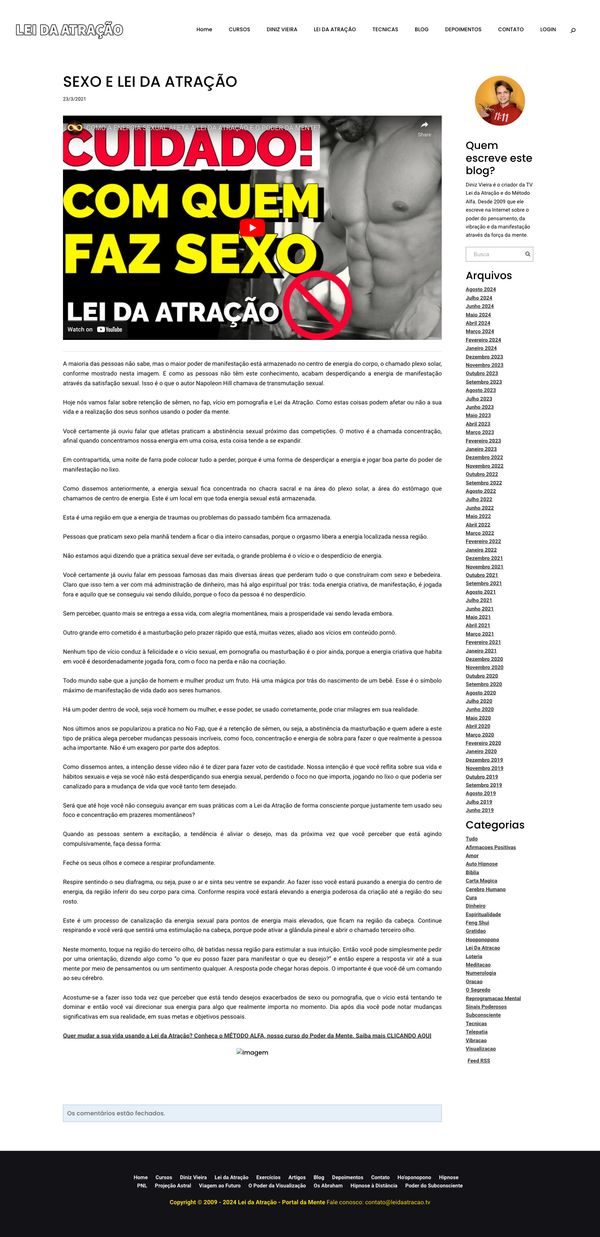 LEI DA ATRAÇÃO
Home CURSOS DINIZ VIEIRA LEI DA ATRAÇÃO TECNICAS BLOG DEPOIMENTOS CONTATO LOGIN
SEXO E LEI DA ATRAÇÃO
23/3/2021
COMO A ENERGIA SEXUAL AFETA A LEI DA ATRAÇÃO E O PODER DA MENTE?
Share
CUIDADO!
COM QUEM
FAZ SEXO
LEI DA ATRAÇÃO
Watch on YouTube
A maioria das pessoas não sabe, mas o maior poder de manifestação está armazenado no centro de energia do corpo, o chamado plexo solar,
conforme mostrado nesta imagem. E como as pessoas não têm este conhecimento, acabam desperdiçando a energia de manifestação
através da satisfação sexual. Isso é o que o autor Napoleon Hill chamava de transmutação sexual.
Hoje nós vamos falar sobre retenção de sêmen, no fap, vício em pornografia e Lei da Atração. Como estas coisas podem afetar ou não a sua
vida e a realização dos seus sonhos usando o poder da mente.
Você certamente já ouviu falar que atletas praticam a abstinência sexual próximo das competições. O motivo é a chamada concentração,
afinal quando concentramos nossa energia em uma coisa, esta coisa tende a se expandir.
Em contrapartida, uma noite de farra pode colocar tudo a perder, porque é uma forma de desperdiçar a energia e jogar boa parte do poder de
manifestação no lixo.
Como dissemos anteriormente, a energia sexual fica concentrada no chacra sacral e na área do plexo solar, a área do estômago que
chamamos de centro de energia. Este é um local em que toda energia sexual está armazenada.
Esta é uma região em que a energia de traumas ou problemas do passado também fica armazenada.
Pessoas que praticam sexo pela manhã tendem a ficar o dia inteiro cansadas, porque o orgasmo libera a energia localizada nessa região.
Não estamos aqui dizendo que a prática sexual deve ser evitada, o grande problema é o vício e o desperdício de energia.
Você certamente já ouviu falar em pessoas famosas das mais diversas áreas que perderam tudo o que construíram com sexo e bebedeira.
Claro que isso tem a ver com má administração de dinheiro, mas há algo espiritual por trás: toda energia criativa, de manifestação, é jogada
fora e aquilo que se conseguiu vai sendo diluído, porque o foco da pessoa é no desperdício.
Sem perceber, quanto mais se entrega a essa vida, com alegria momentânea, mais a prosperidade vai sendo levada embora.
Outro grande erro cometido é a masturbação pelo prazer rápido que está, muitas vezes, aliado aos vícios em conteúdo pornô.
Nenhum tipo de vício conduz à felicidade e o vício sexual, em pornografia ou masturbação é o pior ainda, porque a energia criativa que habita
em você é desordenadamente jogada fora, com o foco na perda e não na cocriação.
Todo mundo sabe que a junção de homem e mulher produz um fruto. Há uma mágica por trás do nascimento de um bebê. Esse é o símbolo
máximo de manifestação de vida dado aos seres humanos.
Há um poder dentro de você, seja você homem ou mulher, e esse poder, se usado corretamente, pode criar milagres em sua realidade.
Nos últimos anos se popularizou a pratica no No Fap, que é a retenção de sêmen, ou seja, a abstinência da masturbação e quem adere a este
tipo de prática alega perceber mudanças pessoais incríveis, como foco, concentração e energia de sobra para fazer o que realmente a pessoa
acha importante. Não é um exagero por parte dos adeptos.
Como dissemos antes, a intenção desse vídeo não é te dizer para fazer voto de castidade. Nossa intenção é que você reflita sobre sua vida e
hábitos sexuais e veja se você não está desperdiçando sua energia sexual, perdendo o foco no que importa, jogando no lixo o que poderia ser
canalizado para a mudança de vida que você tanto tem desejado.
Será que até hoje você não conseguiu avançar em suas práticas com a Lei da Atração de forma consciente porque justamente tem usado seu
foco e concentração em prazeres momentâneos?
Quando as pessoas sentem a excitação, a tendência é aliviar o desejo, mas da próxima vez que você perceber que está agindo
compulsivamente, faça dessa forma:
Feche os seus olhos e comece a respirar profundamente.
Respire sentindo o seu diafragma, ou seja, puxe o ar e sinta seu ventre se expandir. Ao fazer isso você estará puxando a energia do centro de
energia, da região inferior do seu corpo para cima. Conforme respira você estará elevando a energia poderosa da criação até a região do seu
rosto.
Este é um processo de canalização da energia sexual para pontos de energia mais elevados, que ficam na região da cabeça. Continue
respirando e você verá que sentirá uma estimulação na cabeça, porque pode ativar a glândula pineal e abrir o chamado terceiro olho.
Neste momento, toque na região do terceiro olho, dê batidas nessa região para estimular a sua intuição. Então você pode simplesmente pedir
por uma orientação, dizendo algo como "o que eu posso fazer para manifestar o que eu desejo?" e então espere a resposta vir até a sua
mente por meio de pensamentos ou um sentimento qualquer. A resposta pode chegar horas depois. O importante é que você dê um comando
ao seu cérebro.
Acostume-se a fazer isso toda vez que perceber que está tendo desejos exacerbados de sexo ou pornografia, que o vício está tentando te
dominar e então você vai direcionar sua energia para algo que realmente importa no momento. Dia após dia você pode notar mudanças
significativas em sua realidade, em suas metas e objetivos pessoais.
Quer mudar a sua vida usando a Lei da Atração? Conheça o MÉTODO ALFA, nosso curso do Poder da Mente. Saiba mais CLICANDO AQUI
Imagem
Os comentários estão fechados.
11:11
Quem
escreve este
blog?
Diniz Vieira é o criador da TV
Lei da Atração e do Método
Alfa. Desde 2009 que ele
escreve na Internet sobre o
poder do pensamento, da
vibração e da manifestação
através da força da mente.
Busca
Arquivos
Agosto 2024
Julho 2024
Junho 2024
Maio 2024
Abril 2024
Março 2024
Fevereiro 2024
Janeiro 2024
Dezembro 2023
Novembro 2023
Outubro 2023
Setembro 2023
Agosto 2023
Julho 2023
Junho 2023
Maio 2023
Abril 2023
Março 2023
Fevereiro 2023
Janeiro 2023
Dezembro 2022
Novembro 2022
Outubro 2022
Setembro 2022
Agosto 2022
Julho 2022
Junho 2022
Maio 2022
Abril 2022
Março 2022
Fevereiro 2022
Janeiro 2022
Dezembro 2021
Novembro 2021
Outubro 2021
Setembro 2021
Agosto 2021
Julho 2021
Junho 2021
Maio 2021
Abril 2021
Março 2021
Fevereiro 2021
Janeiro 2021
Dezembro 2020
Novembro 2020
Outubro 2020
Setembro 2020
Agosto 2020
Julho 2020
Junho 2020
Maio 2020
Abril 2020
Março 2020
Fevereiro 2020
Janeiro 2020
Dezembro 2019
Novembro 2019
Outubro 2019
Setembro 2019
Agosto 2019
Julho 2019
Junho 2019
Categorias
Tudo
Afirmacoes Positivas
Amor
Auto Hipnose
Biblia
Carta Magica
Cerebro Humano
Cura
Dinheiro
Espiritualidade
Feng Shui
Gratidao
Hooponopono
Lei Da Atracao
Loteria
Meditacao
Numerologia
Oracao
O Segredo
Reprogramacao Mental
Sinais Poderosos
Subconsciente
Tecnicas
Telepatia
Vibracao
Visualizacao
Feed RSS
Home Cursos Diniz Vieira Lei da Atração Exercícios Artigos Blog Depoimentos Contato Ho'oponopono Hipnose
PNL Projeção Astral Viagem ao Futuro O Poder da Visualização Os Abraham Hipnose à Distância Poder do Subconsciente
Copyright © 2009 - 2024 Lei da Atração - Portal da Mente Fale conosco: contato@leidaatracao.tv